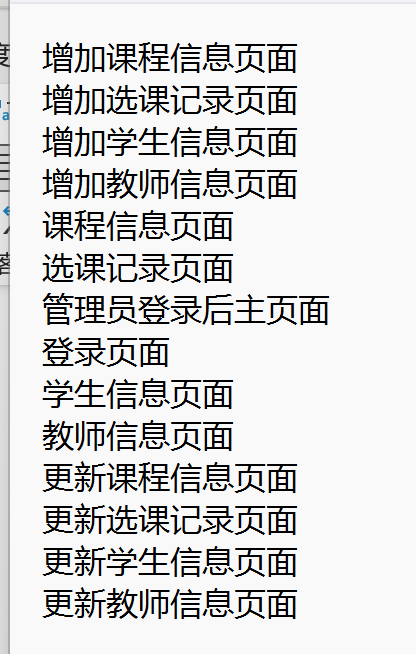 增加课程信息页面
增加选课记录页面
增加学生信息页面
增加教师信息页面
课程信息页面
选课记录页面
管理员登录后主页面
登录页面
学生信息页面
教师信息页面
更新课程信息页面
更新选课记录页面
更新学生信息页面
更新教师信息页面